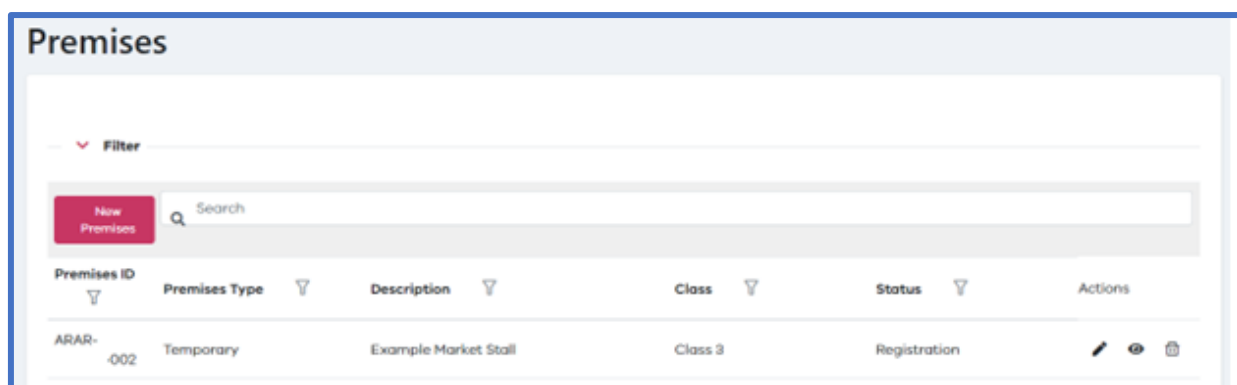 Premises
Filter
New
Premises
Search
Premises ID
Premises Type
Description
Class
Status
Actions
ARAR-
-002
Temporary
Example Market Stall
Class 3
Registration